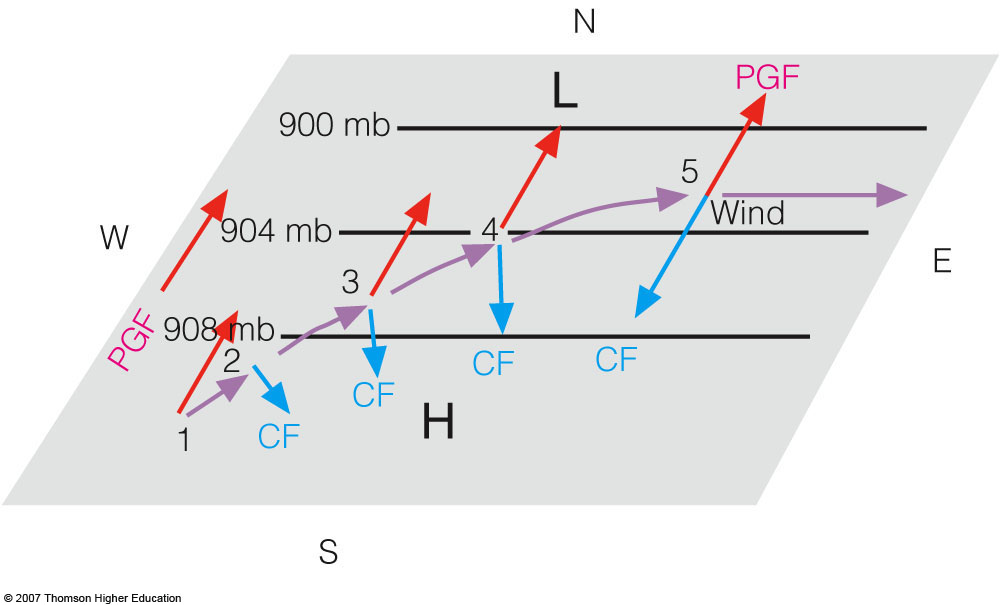 N
PGF
L
900 mb
5
Wind
W
904 mb
4
E
3
PGF
908 mb
2
CF
CF
CF
H
1
CF
S
© 2007 Thomson Higher Education